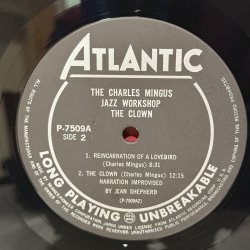 ATLANTIC
THE CHARLES MINGUS
JAZZ WORKSHOP
THE CLOWN
P-7509A
SIDE 2
1. REINCARNATION OF A LOVEBIRD
(Charles Mingus) 8:31
2. THE CLOWN (Charles Mingus) 12:15
NARRATION IMPROVISED
BY JEAN SHEPHERD
(P-7509A2)
LONG PLAYING UNBREAKABLE